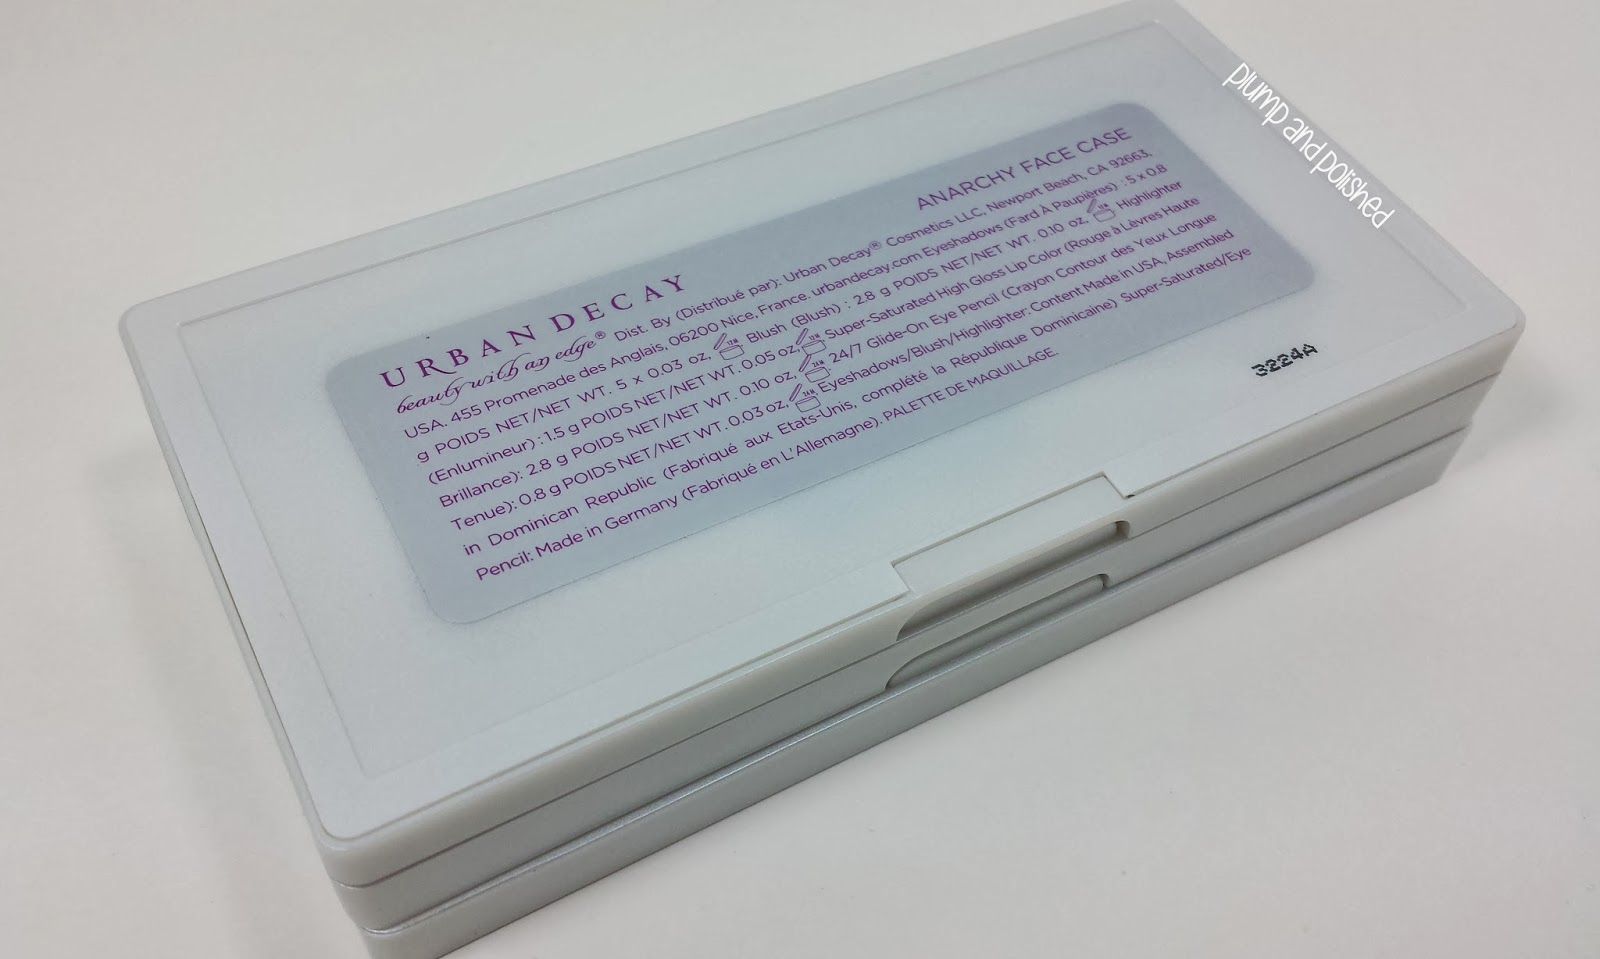 plump and polished
ANARCHY FACE CASE
URBAN DECAY
beauty with an edge® Dist. By (Distribué par): Urban Decay® Cosmetics LLC, Newport Beach, CA 92663,
USA. 455 Promenade des Anglais, 06200 Nice, France. urbandecay.com Eyeshadows (Fard À Paupières) : 5 x 0.8
g POIDS NET/NET WT. 5 x 0.03 oz, 12M Blush (Blush) : 2.8 g POIDS NET/NET WT. 0.10 oz, 12M Highlighter
(Enlumineur) : 1.5 g POIDS NET/NET WT. 0.05 oz, 12M Super-Saturated High Gloss Lip Color (Rouge à Lèvres Haute
Brillance): 2.8 g POIDS NET/NET WT. 0.10 oz, 24M 24/7 Glide-On Eye Pencil (Crayon Contour des Yeux Longue
Tenue): 0.8 g POIDS NET/NET WT. 0.03 oz, 24M Eyeshadows/Blush/Highlighter: Content Made in USA, Assembled
in Dominican Republic (Fabriqué aux Etats-Unis, complété la République Dominicaine) Super-Saturated/Eye
Pencil: Made in Germany (Fabriqué en L'Allemagne). PALETTE DE MAQUILLAGE.
3224A